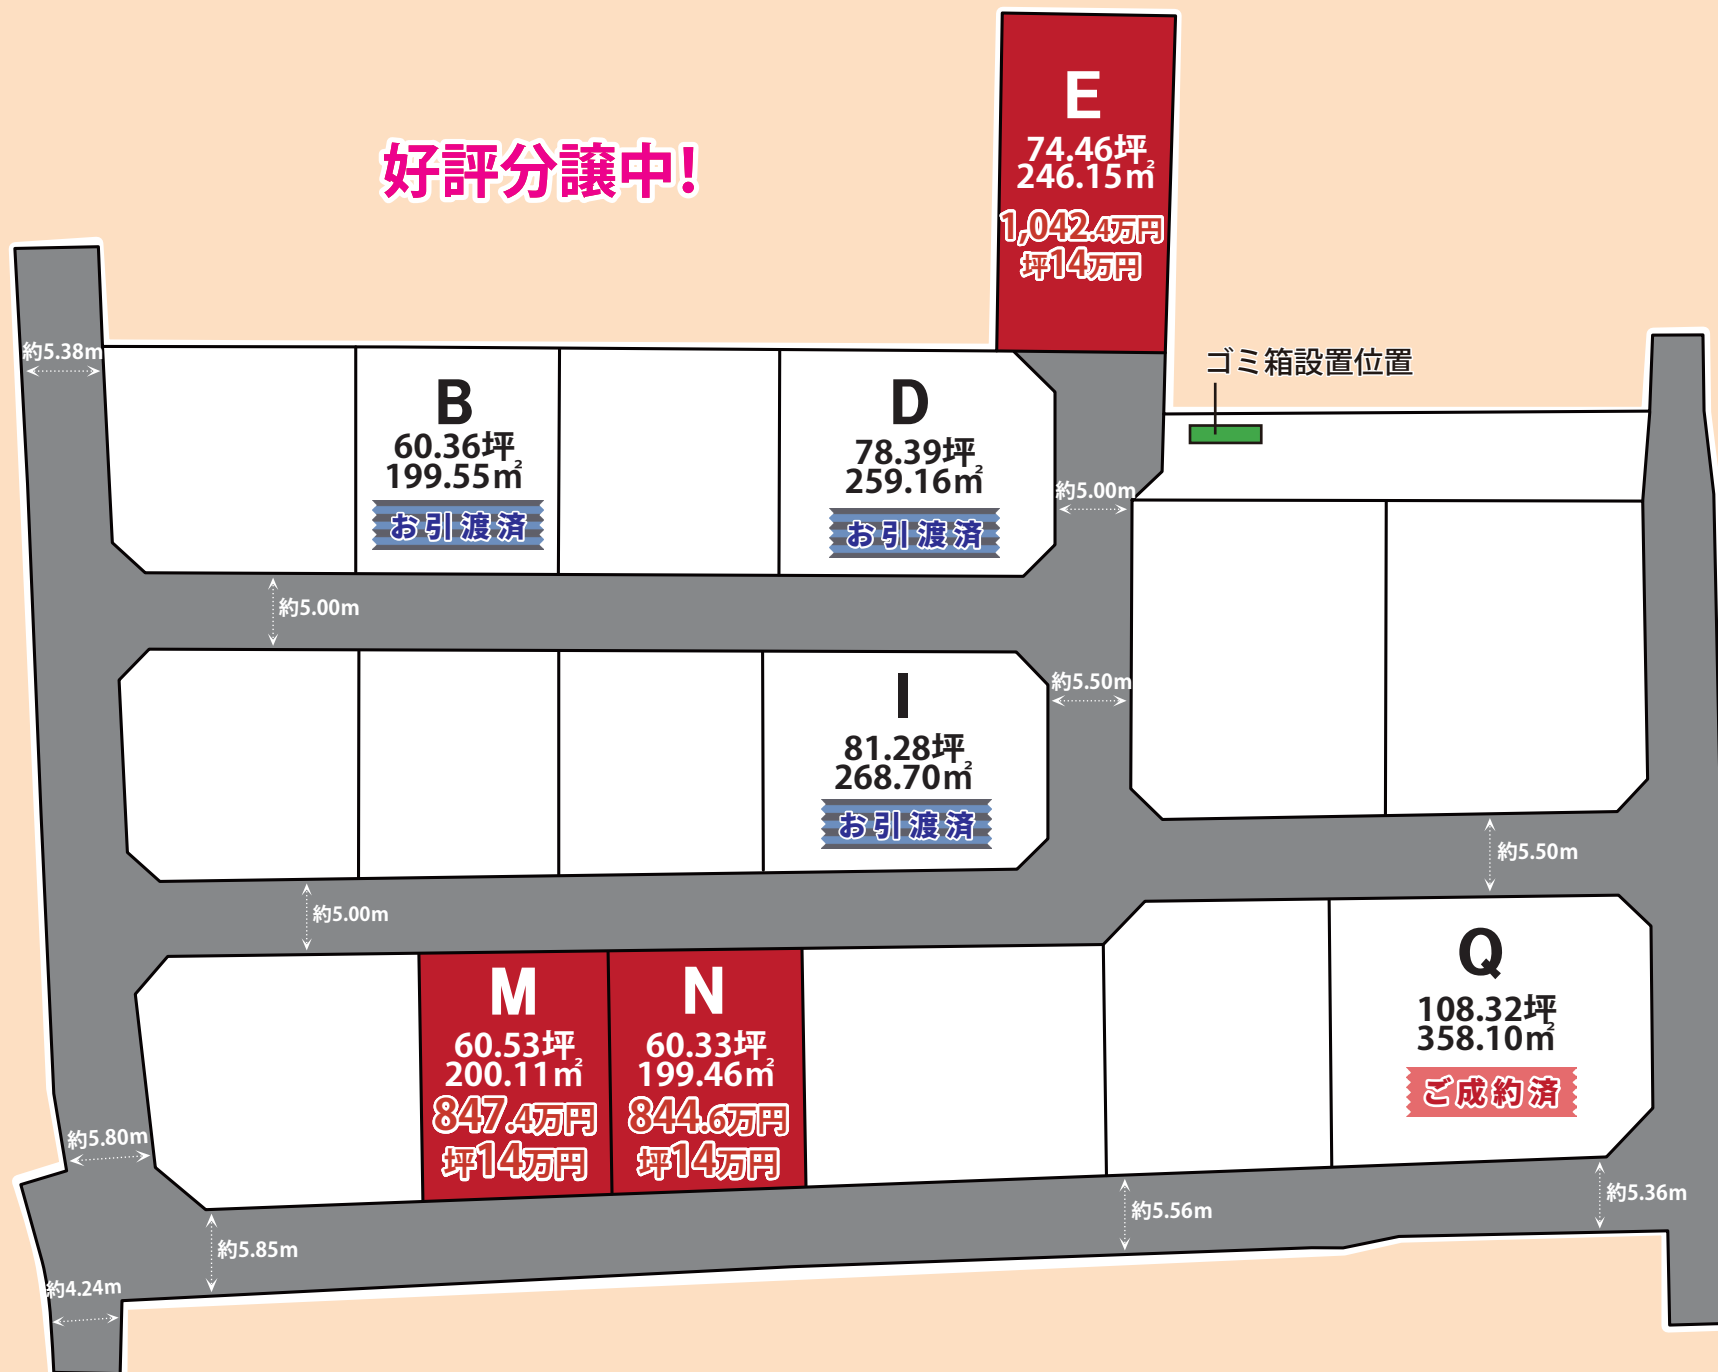 好評分譲中!
E
74.46坪
246.15㎡
1,042.4万円
坪14万円
ゴミ箱設置位置
約5.38m
B
60.36坪
199.55㎡
お引渡済
D
78.39坪
259.16㎡
お引渡済
約5.00m
約5.00m
I
81.28坪
268.70㎡
お引渡済
約5.50m
約5.50m
約5.00m
M
60.53坪
200.11㎡
847.4万円
坪14万円
N
60.33坪
199.46㎡
844.6万円
坪14万円
Q
108.32坪
358.10㎡
ご成約済
約5.80m
約5.85m
約5.56m
約5.36m
約4.24m